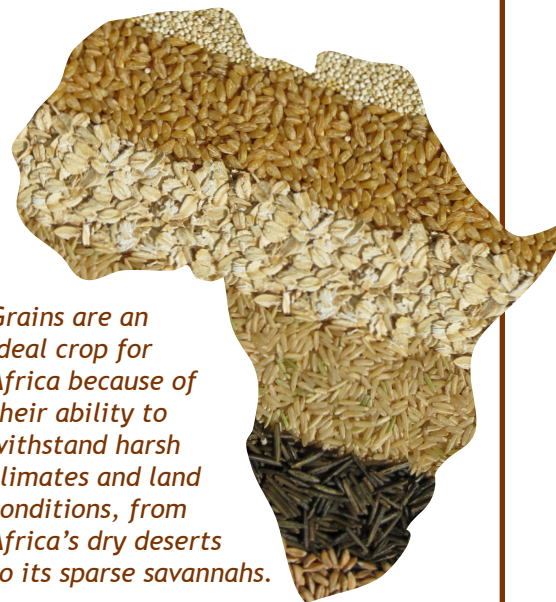 Grains are an
deal crop for
Africa because of
heir ability to
withstand harsh
limates and land
onditions, from
Africa’s dry deserts
o its sparse savannahs.